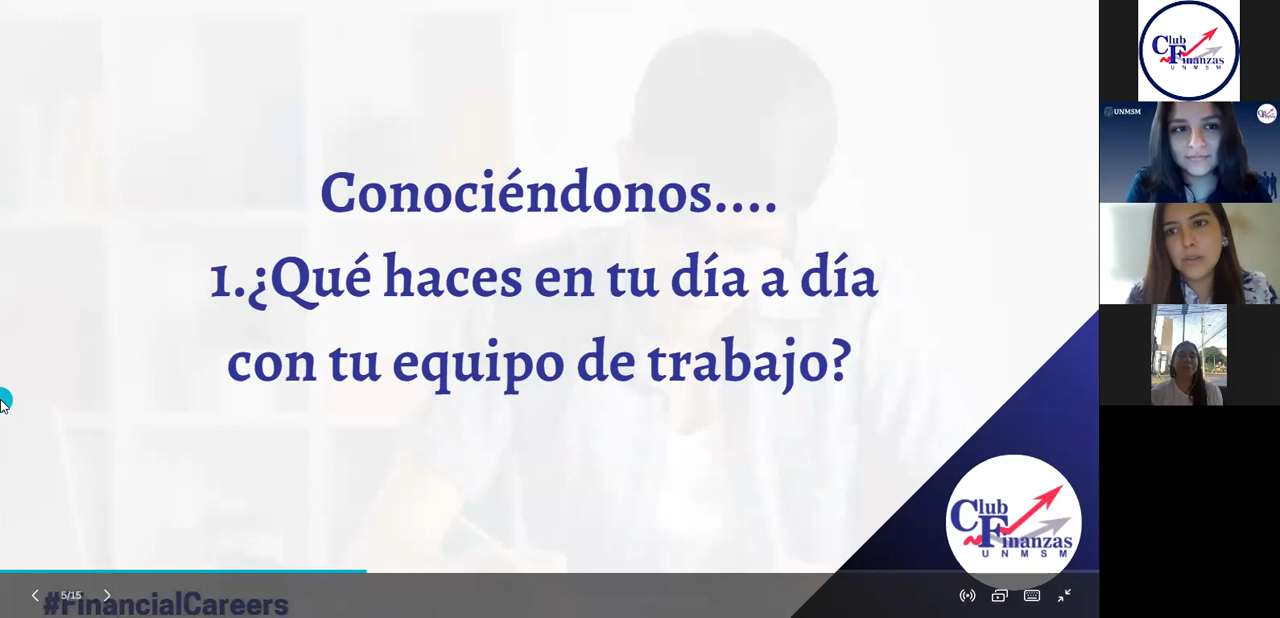 Conociéndonos....
1.¿Qué haces en tu día a día
con tu equipo de trabajo?
Club
Finanzas
UNMSM
5/15
#FinancialCareers
Club
Finanzas
UNMSM
UNMSM